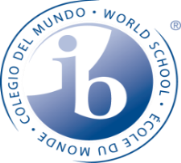 COLEGIO DEL MUNDO · WORLD SCHOOL · ÉCOLE DU MONDE ·
®
ib